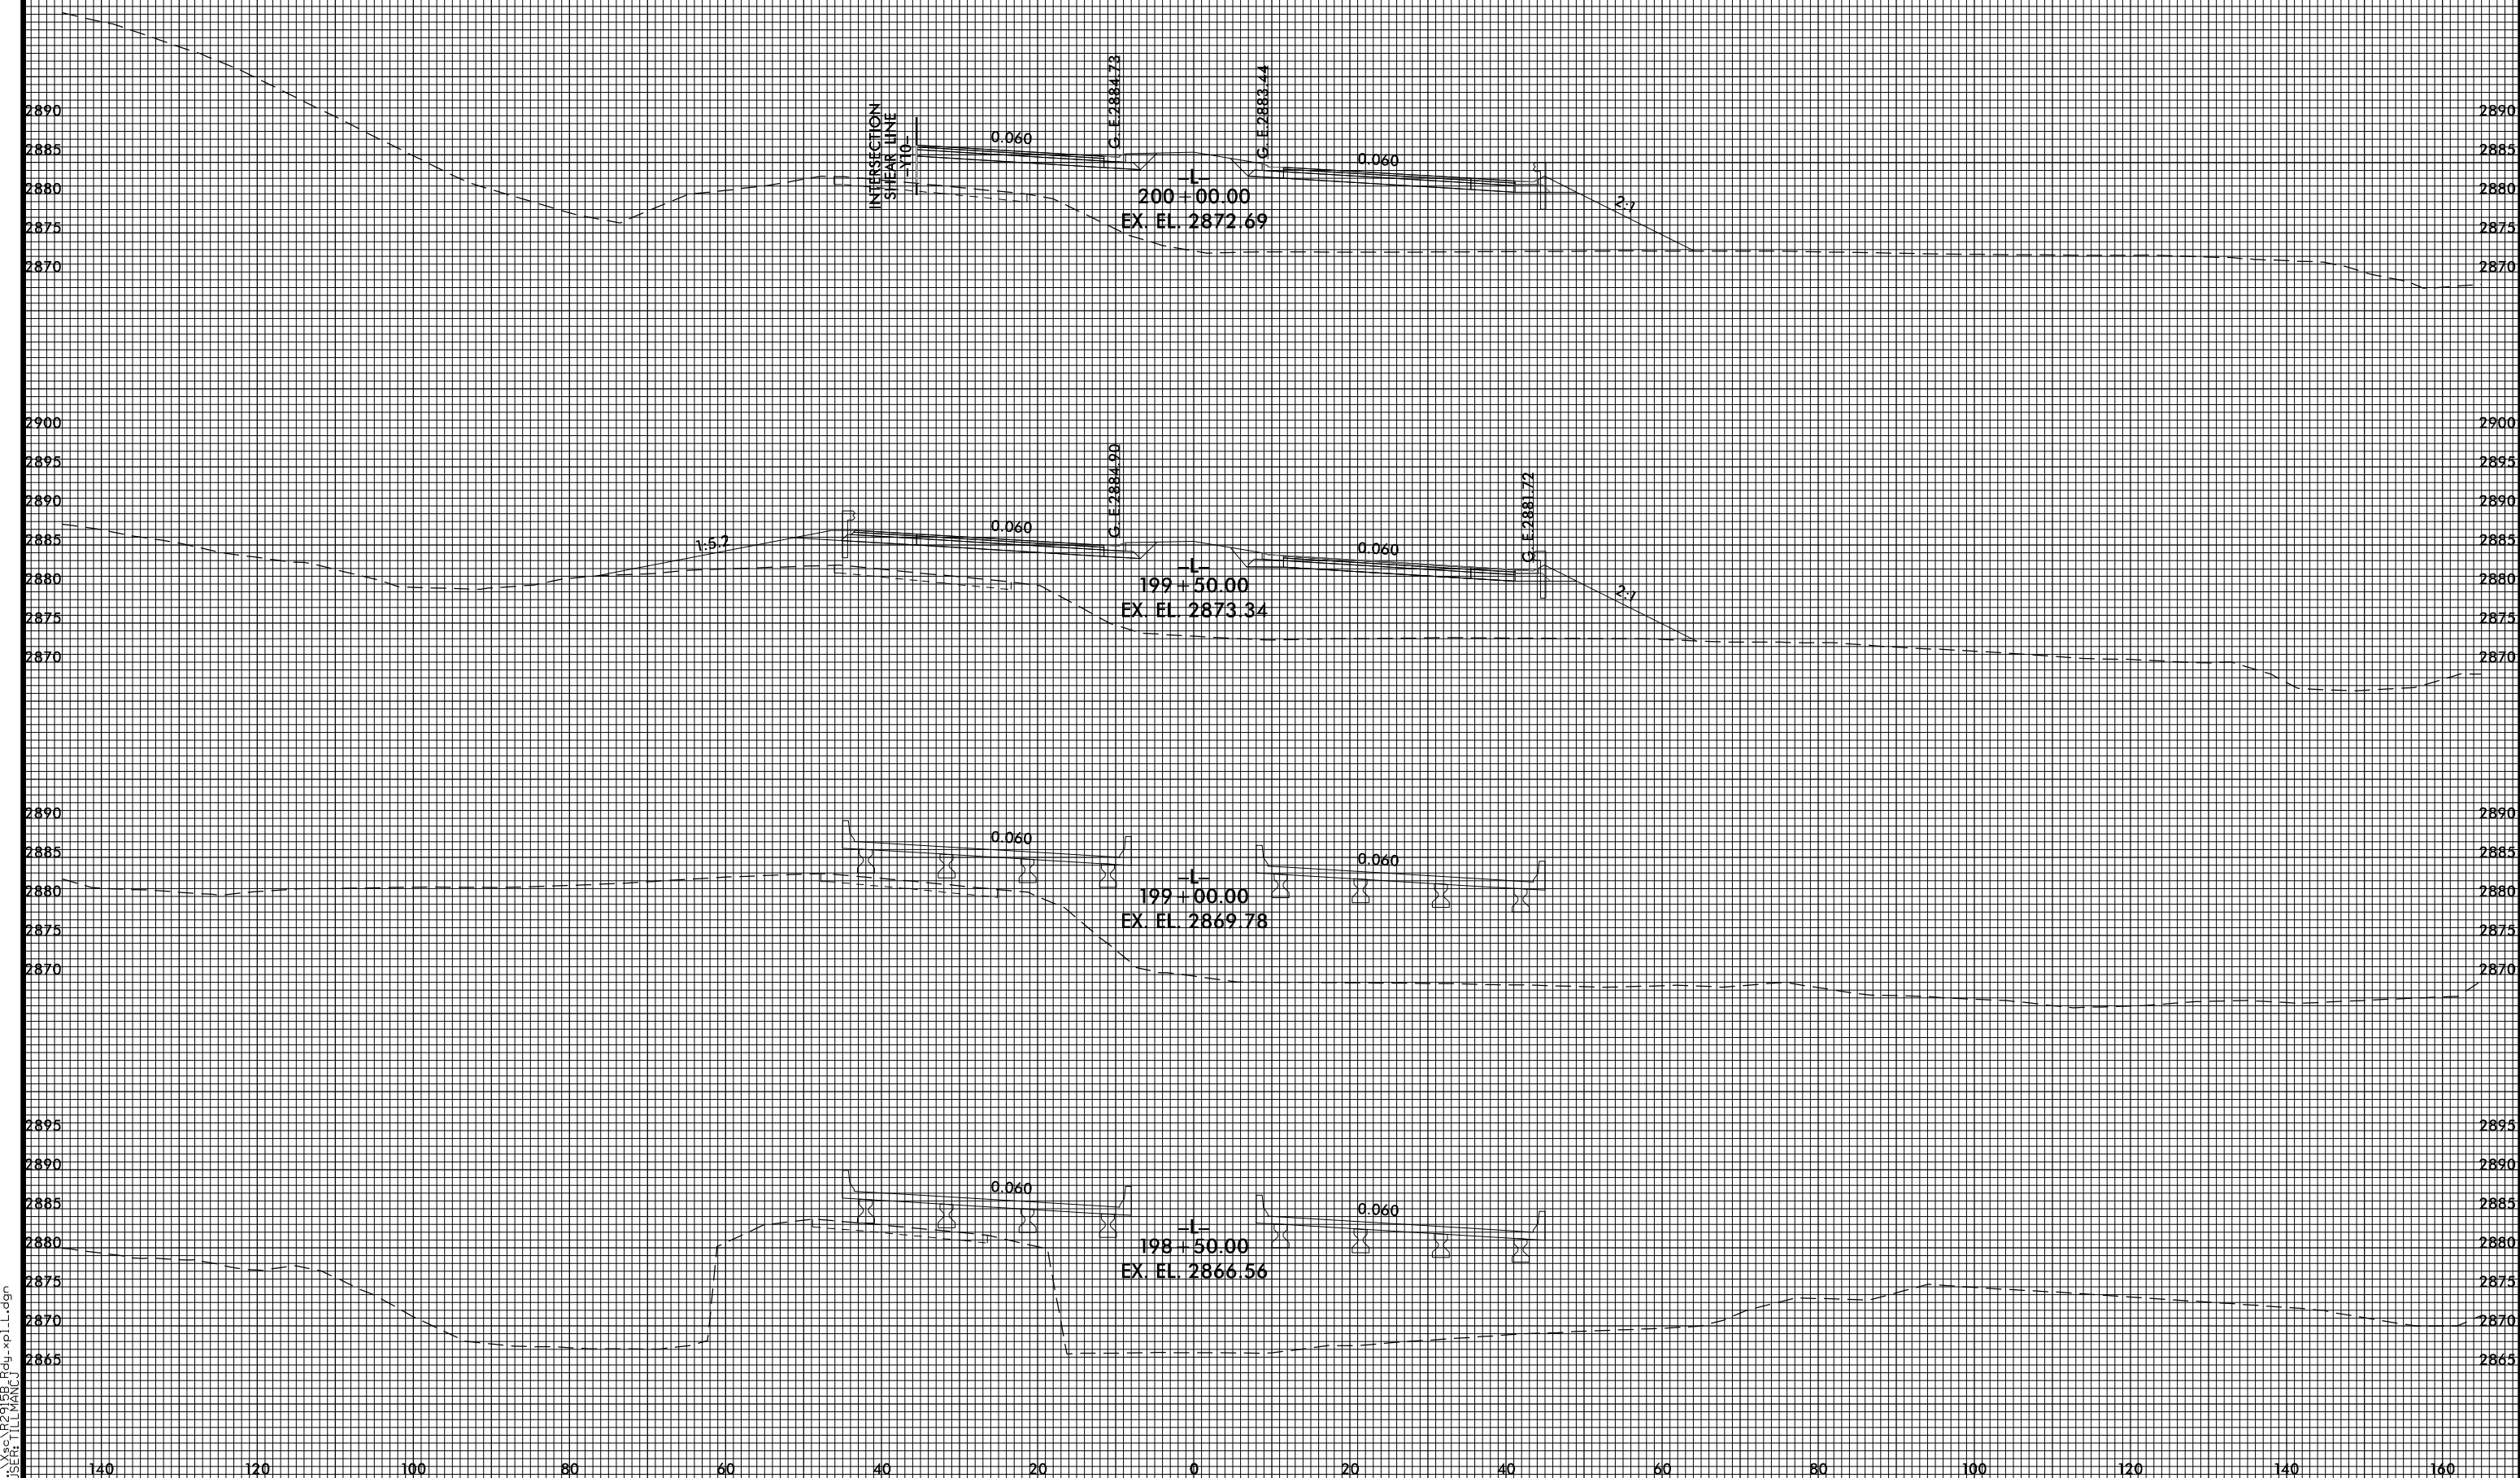 G. E. 2884.73
G. E. 2883.44
INTERSECTION
SHEAR LINE
-Y10-
0.060
0.060
2890 2890
2885 2885
2880 2880
2875 2875
2870 2870
-L-
200+00.00
EX. EL. 2872.69
2:1
2900 2900
2895 2895
2890 2890
2885 2885
2880 2880
2875 2875
2870 2870
G. E. 2884.90
G. E. 2881.72
0.060
0.060
1:5.2
-L-
199+50.00
EX. EL. 2873.34
2:1
2890 2890
2885 2885
2880 2880
2875 2875
2870 2870
0.060
0.060
-L-
199+00.00
EX. EL. 2869.78
2895 2895
2890 2890
2885 2885
2880 2880
2875 2875
2870 2870
2865 2865
0.060
0.060
-L-
198+50.00
EX. EL. 2866.56
140 120 100 80 60 40 20 0 20 40 60 80 100 120 140 160
...\Xsc\R2915B_Rdy_xpl_L.dgn
USER: TILLMANCJ